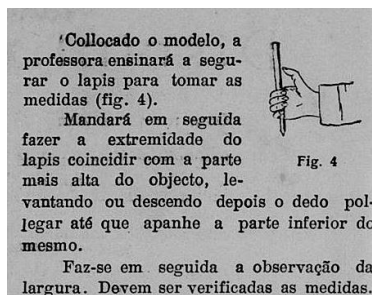 Collocado o modelo, a
professora ensinará a segu-
rar o lapis para tomar as
medidas (fig. 4).
Mandará em seguida
fazer a extremidade do
lapis coincidir com a parte
mais alta do objecto, le-
vantando ou descendo depois o dedo pol-
legar até que apanhe a parte inferior do
mesmo.
Faz-se em seguida a observação da
largura. Devem ser verificadas as medidas.
Fig. 4